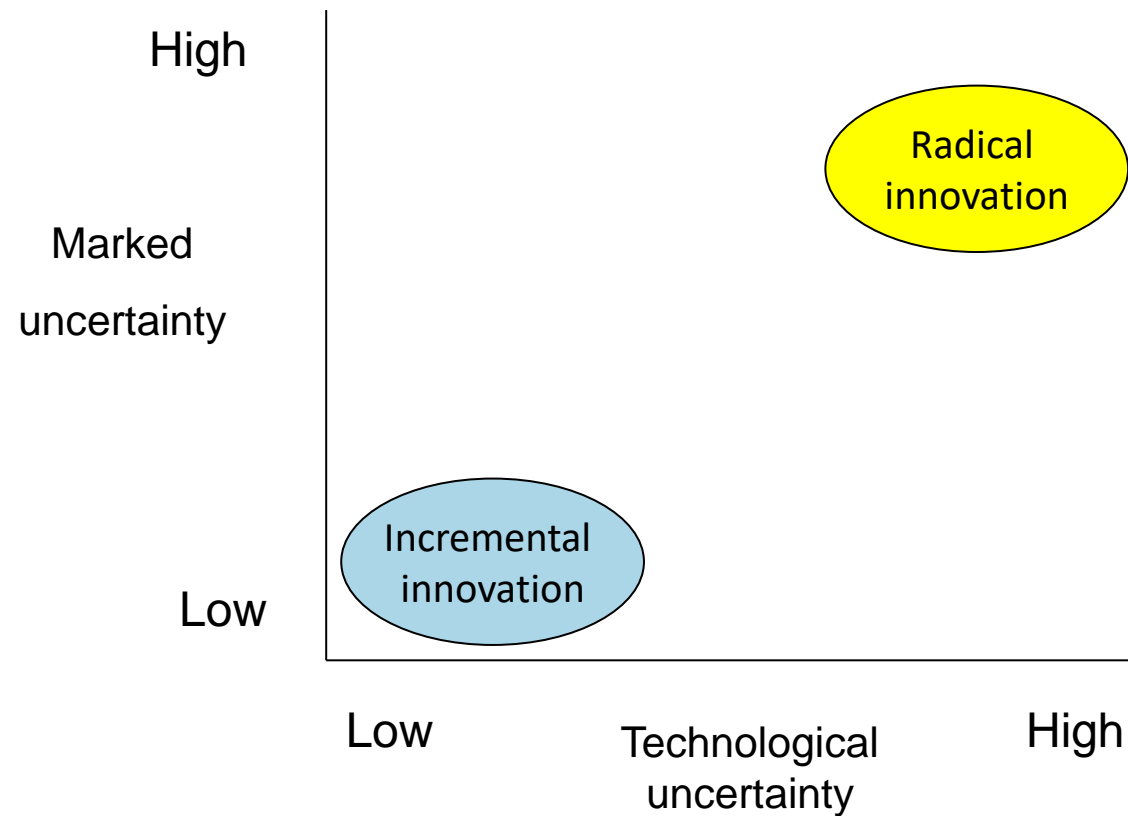 High
Radical
innovation
Marked
uncertainty
Incremental
innovation
Low
Low
Technological
uncertainty
High